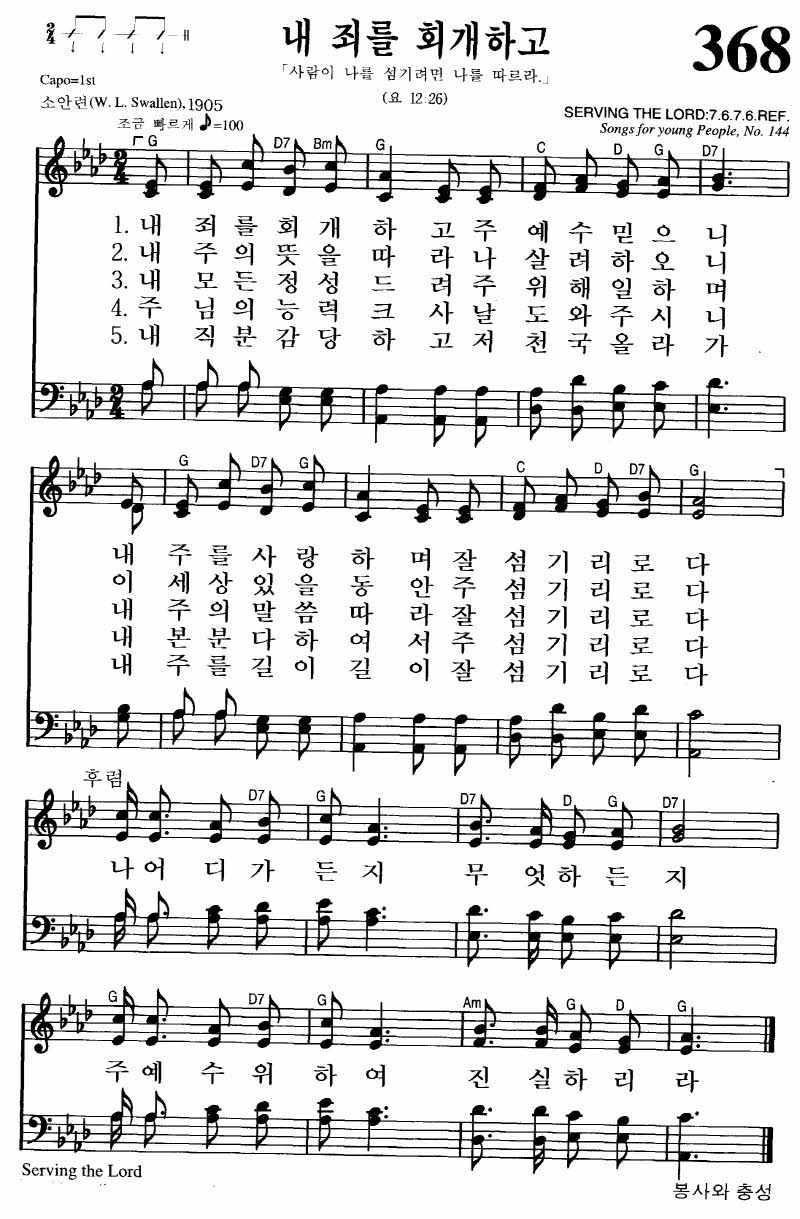 내 죄를 회개하고
368
「사람이 나를 섬기려면 나를 따르라.」
(요 12:26)
Capo=1st
소안련(W. L. Swallen), 1905
SERVING THE LORD:7.6.7.6.REF.
Songs for young People, No. 144
조금 빠르게 ♪=100
2/4
G D7 Bm G C D G D7
1. 내 죄를회개 하 고주 예수믿으 니
2. 내 주의뜻을 따 라나 살려하오 니
3. 내 모든정성 드 려주 위해일하 며
4. 주 님의능력 크 사날 도와주시 니
5. 내 직분감당 하 고저 천국올라 가
G D7 G C D D7 G
내 주를사랑 하 며잘 섬기리로 다
이 세상있을동 안주 섬기리로 다
내 주의말씀 따 라잘 섬기리로 다
내 본분다하 여 서주 섬기리로 다
내 주를길이 길 이잘 섬기리로 다
후렴
D7 G D7 D G D7
나어 디가 든지 무 엇하 든 지
G D7 G Am G D G
주예 수위 하여 진 실하리 라
Serving the Lord
봉사와 충성